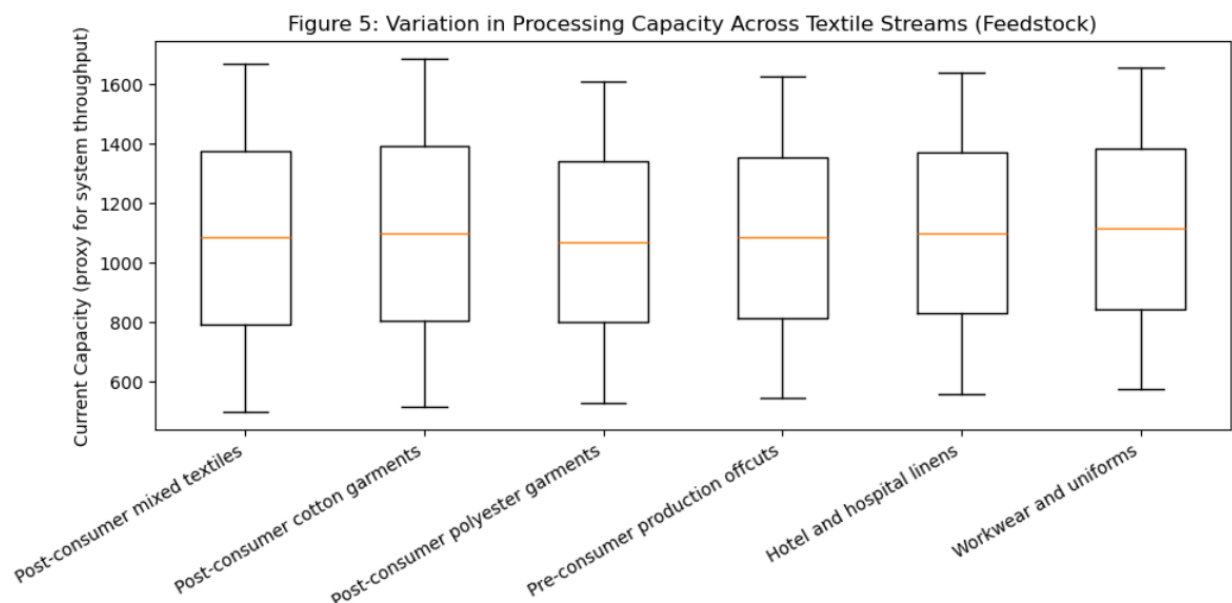 Figure 5: Variation in Processing Capacity Across Textile Streams (Feedstock)
Current Capacity (proxy for system throughput)
1600
1400
1200
1000
800
600
Post-consumer mixed textiles
Post-consumer cotton garments
Post-consumer polyester garments
Pre-consumer production offcuts
Hotel and hospital linens
Workwear and uniforms